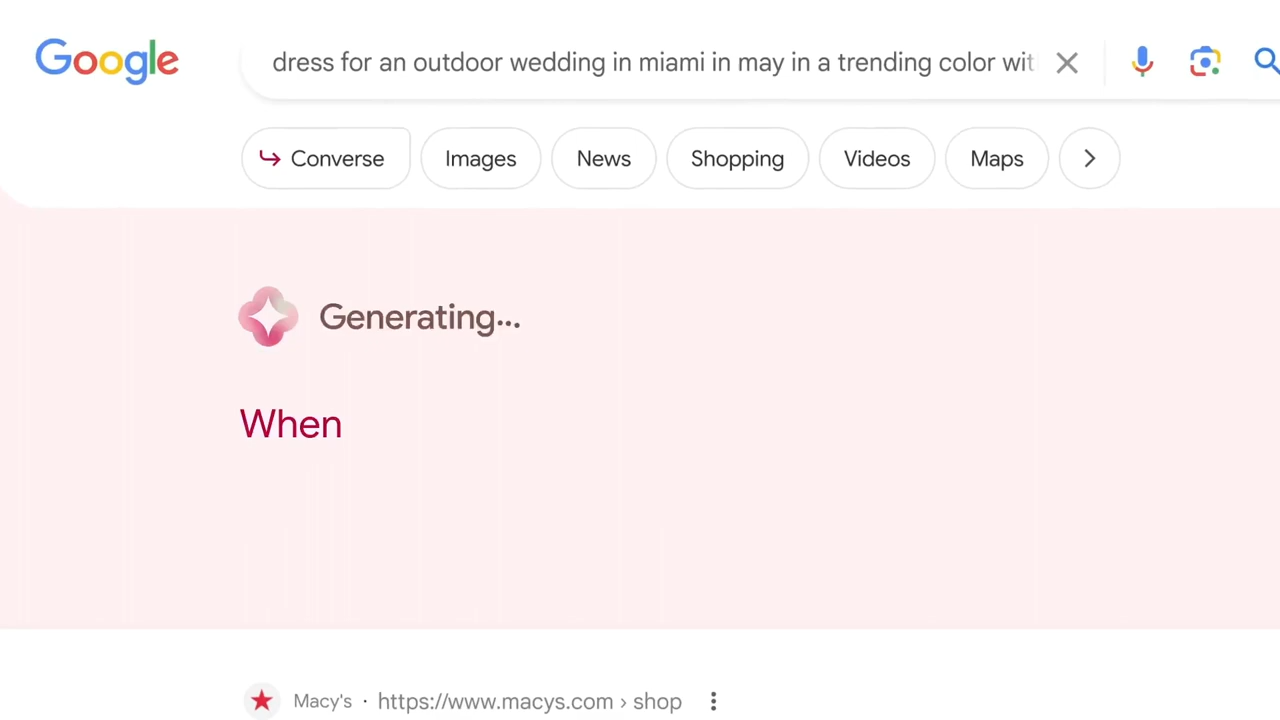 Google
dress for an outdoor wedding in miami in may in a trending color wit
Converse Images News Shopping Videos Maps
Generating...
When
Macy's · https://www.macys.com › shop